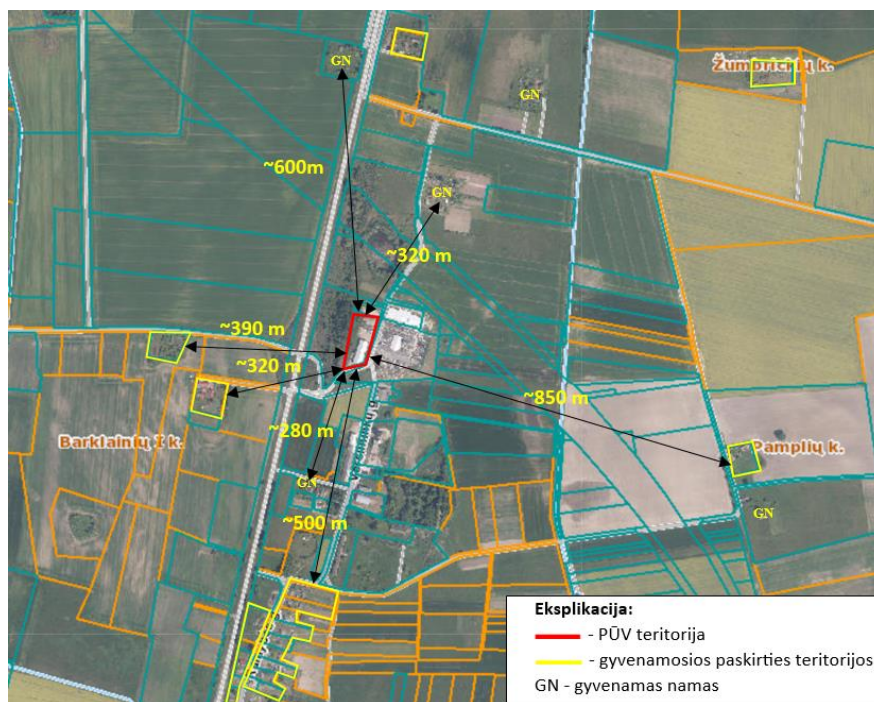 GN
Žumprickių k.
GN
~600m
GN
~320 m
~390 m
~320 m
~850 m
~280 m
Barklainių I k.
Pamplių k.
GN
~500 m
GN
Eksplikacija:
- PŪV teritorija
- gyvenamosios paskirties teritorijos
GN - gyvenamas namas